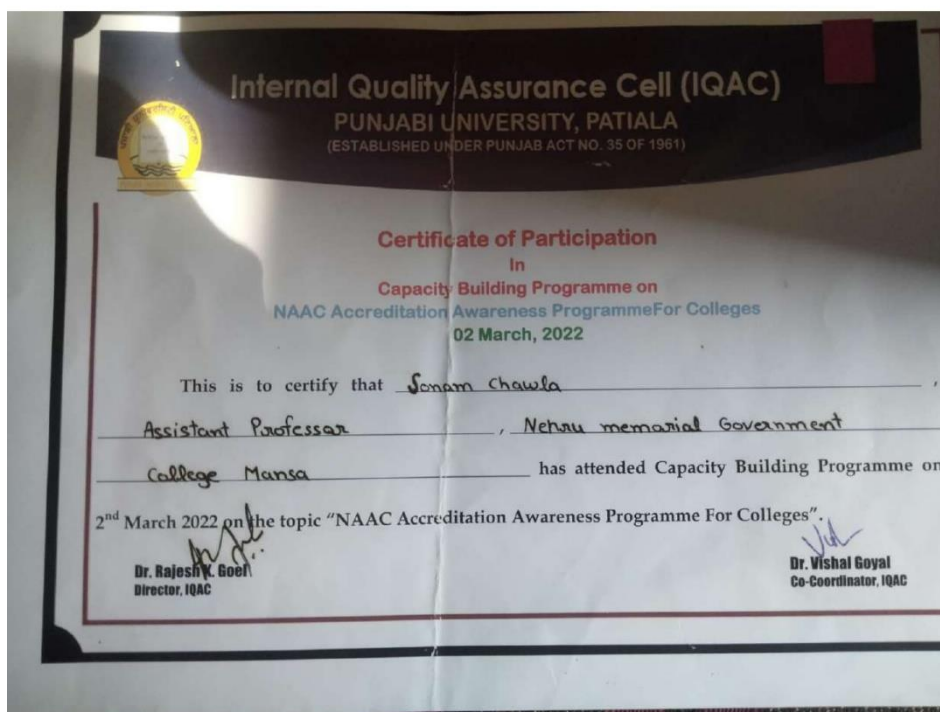 Internal Quality Assurance Cell (IQAC)
PUNJABI UNIVERSITY, PATIALA
(ESTABLISHED UNDER PUNJAB ACT NO. 35 OF 1961)
Certificate of Participation
In
Capacity Building Programme on
NAAC Accreditation Awareness ProgrammeFor Colleges
02 March, 2022
This is to certify that Sonam Chawla ,
Assistant Professor , Nehru memorial Government
College Mansa has attended Capacity Building Programme on
2nd March 2022 on the topic "NAAC Accreditation Awareness Programme For Colleges".
Dr. Rajesh K. Goel
Director, IQAC
Dr. Vishal Goyal
Co-Coordinator, IQAC